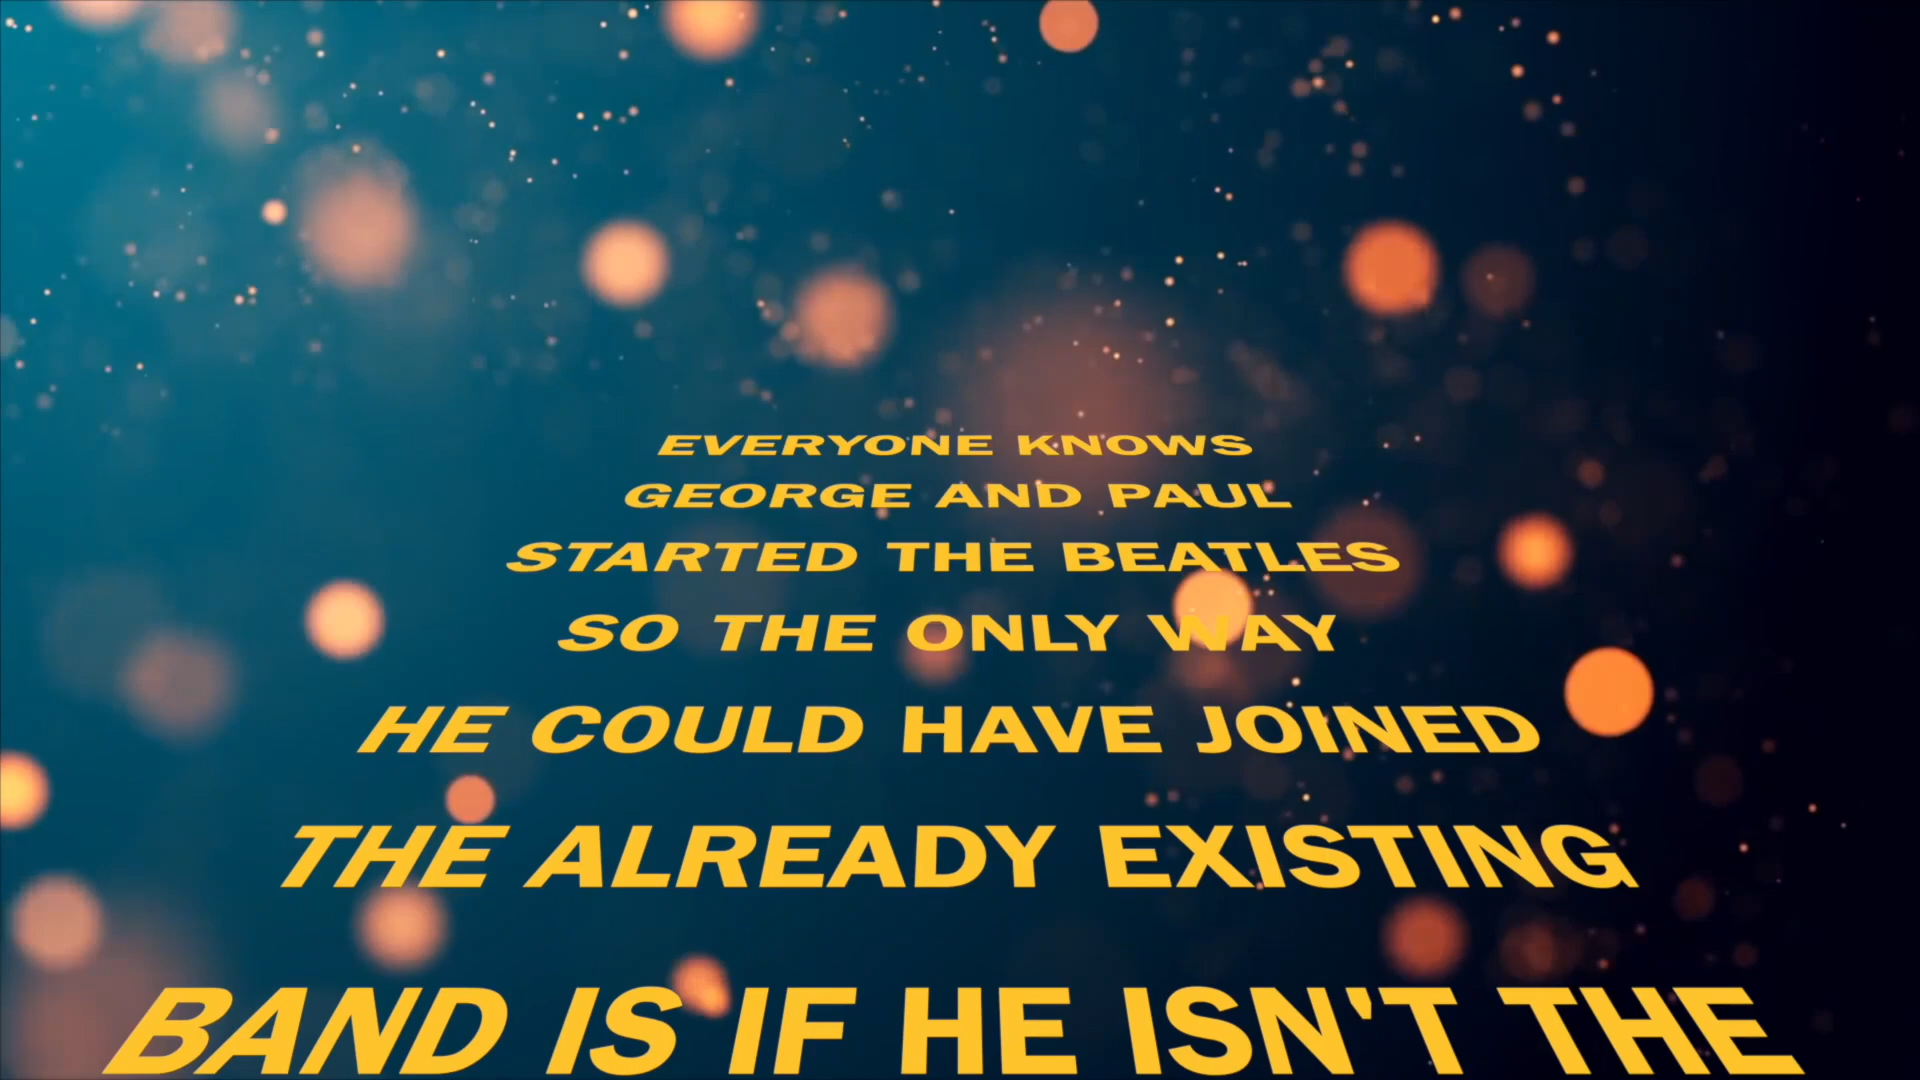 EVERYONE KNOWS
GEORGE AND PAUL
STARTED THE BEATLES
SO THE ONLY WAY
HE COULD HAVE JOINED
THE ALREADY EXISTING
BAND IS IF HE ISN'T THE